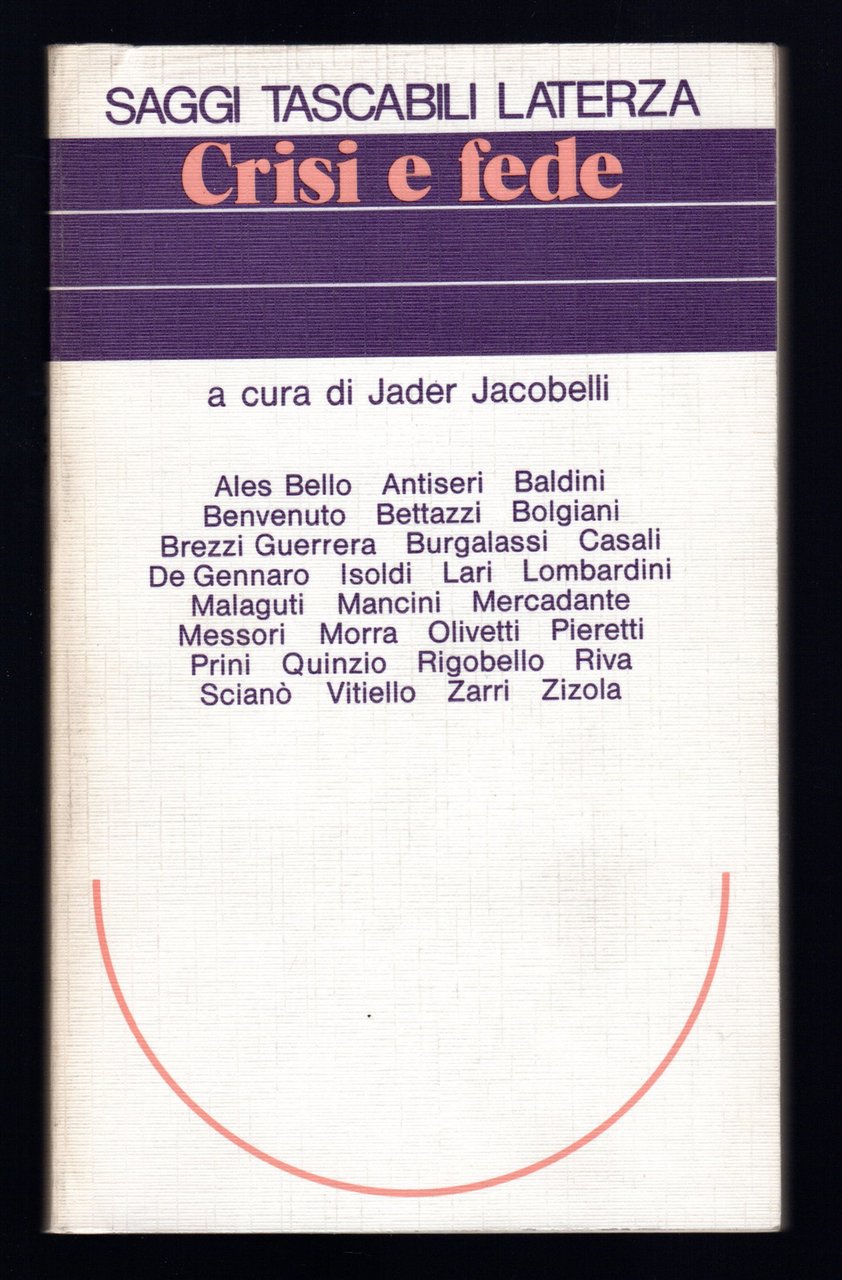 SAGGI TASCABILI LATERZA
Crisi e fede
a cura di Jader Jacobelli
Ales Bello Antiseri Baldini
Benvenuto Bettazzi Bolgiani
Brezzi Guerrera Burgalassi Casali
De Gennaro Isoldi Lari Lombardini
Malaguti Mancini Mercadante
Messori Morra Olivetti Pieretti
Prini Quinzio Rigobello Riva
Scianò Vitiello Zarri Zizola